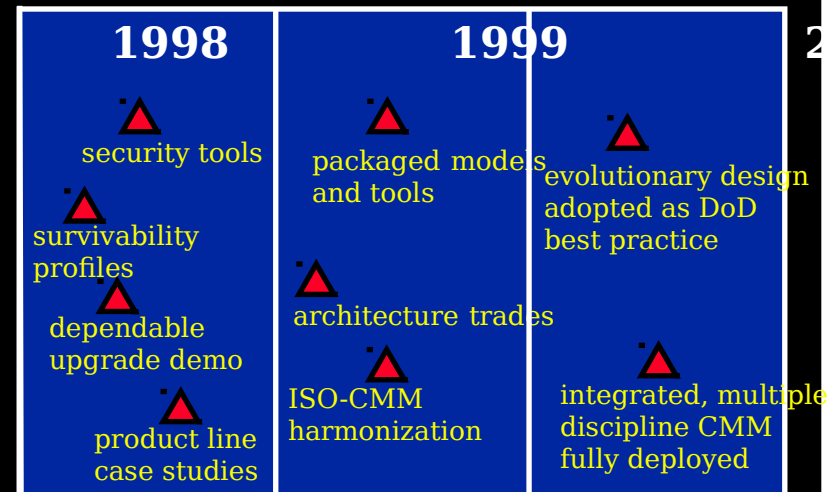 1998
1999
2
security tools
survivability
profiles
dependable
upgrade demo
product line
case studies
packaged models
and tools
architecture trades
ISO-CMM
harmonization
evolutionary design
adopted as DoD
best practice
integrated, multiple
discipline CMM
fully deployed